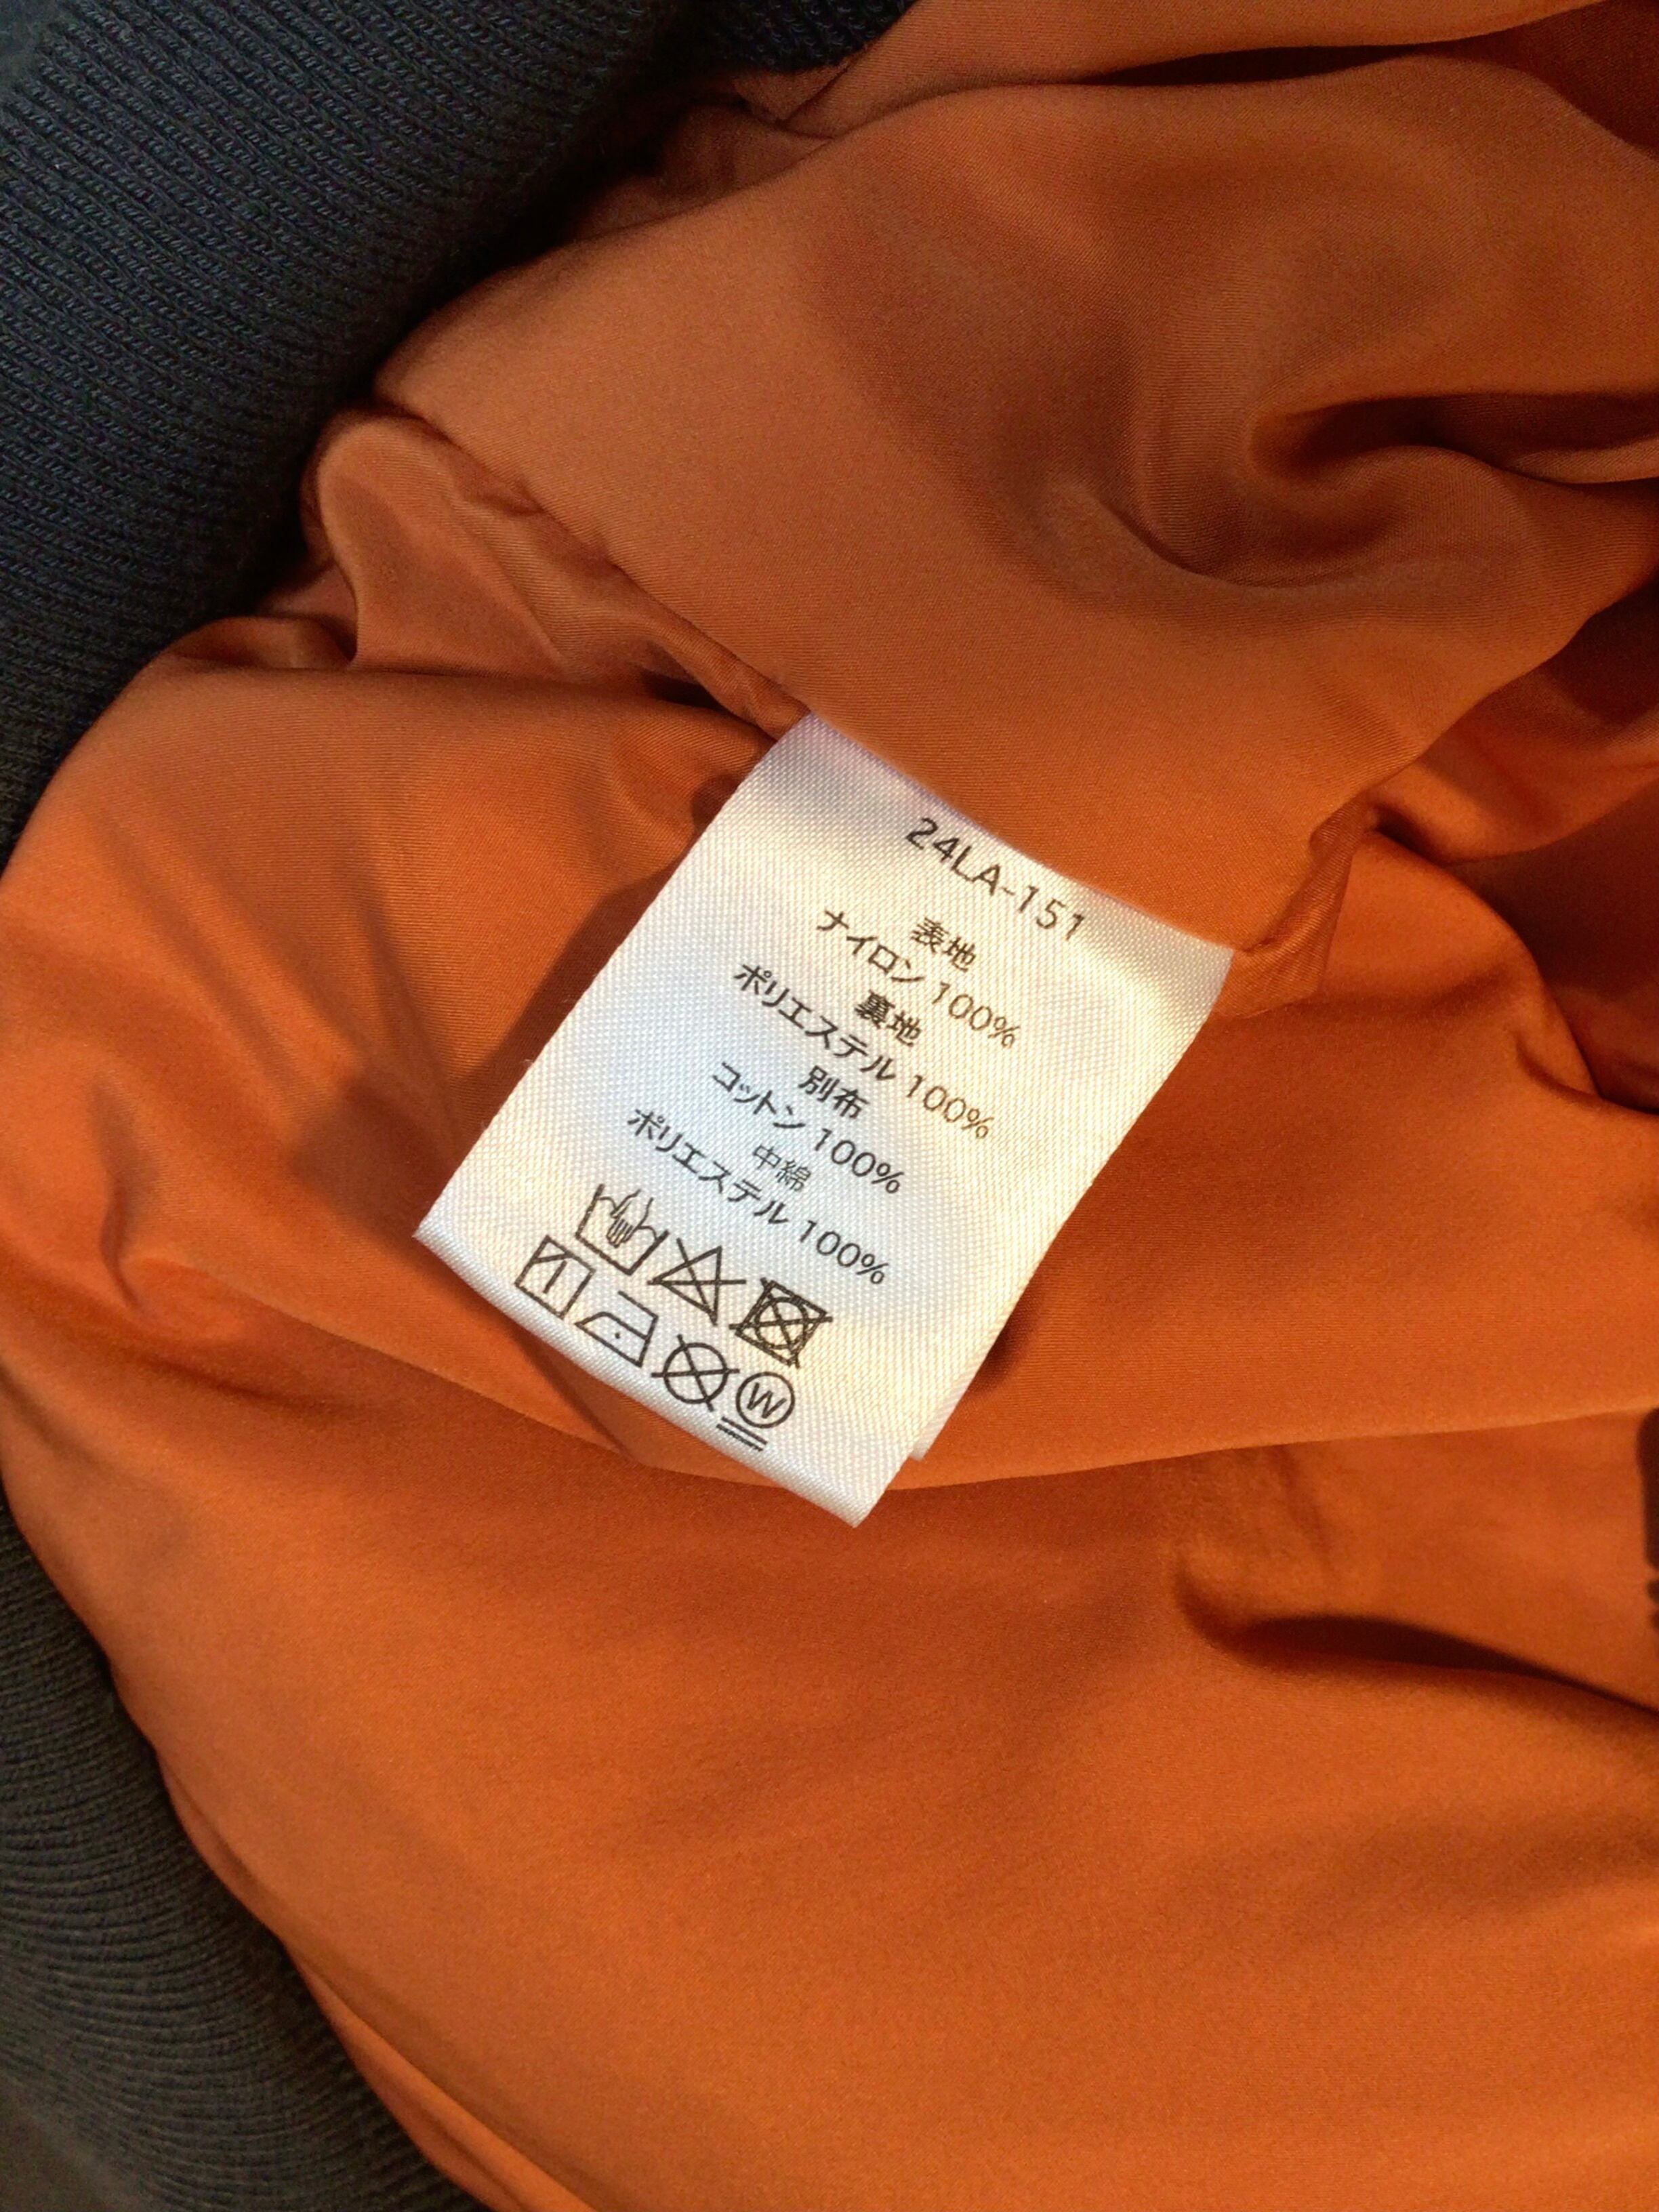 24LA-151
表地
ナイロン 100%
裏地
ポリエステル 100%
別布
コットン 100%
中綿
ポリエステル 100%
W